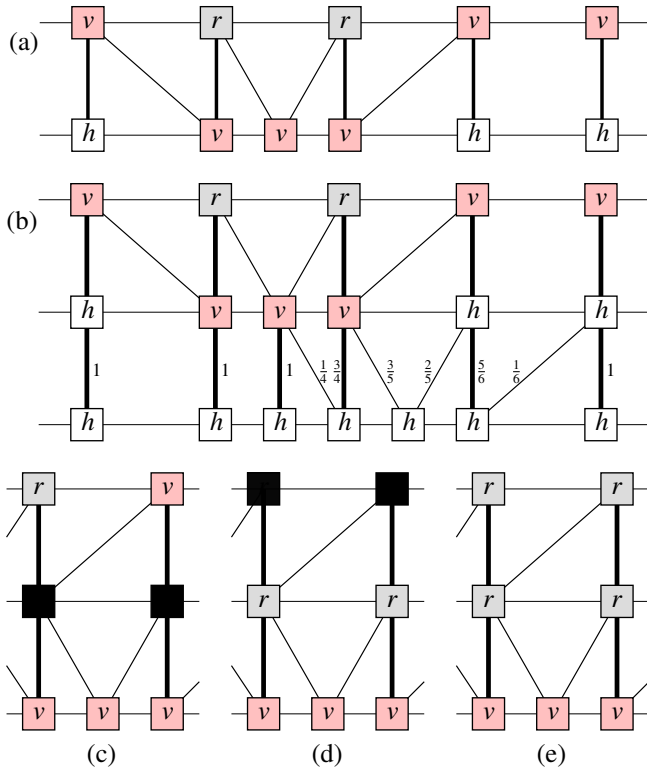 v r r v v
(a)
h v v v h h
v r r v v
(b)
h v v v h h
1 1 1 1/4 3/4 3/5 2/5 5/6 1/6 1
h h h h h h h
r v r r
r r r r
v v v v v v v v v
(c) (d) (e)